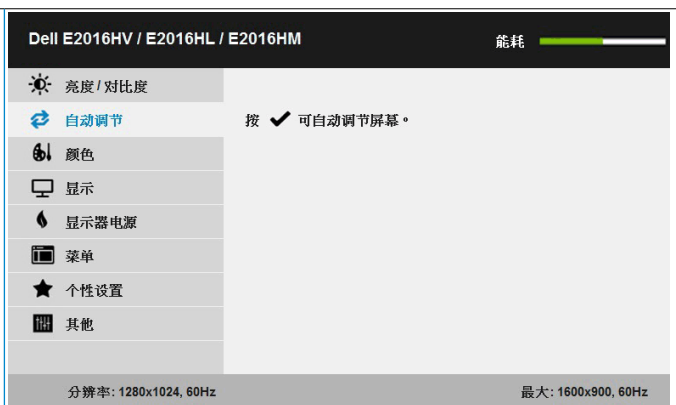 Dell E2016HV / E2016HL / E2016HM
能耗
亮度/对比度
自动调节
按 ✔ 可自动调节屏幕。
颜色
显示
显示器电源
菜单
个性设置
其他
分辨率: 1280x1024, 60Hz
最大: 1600x900, 60Hz